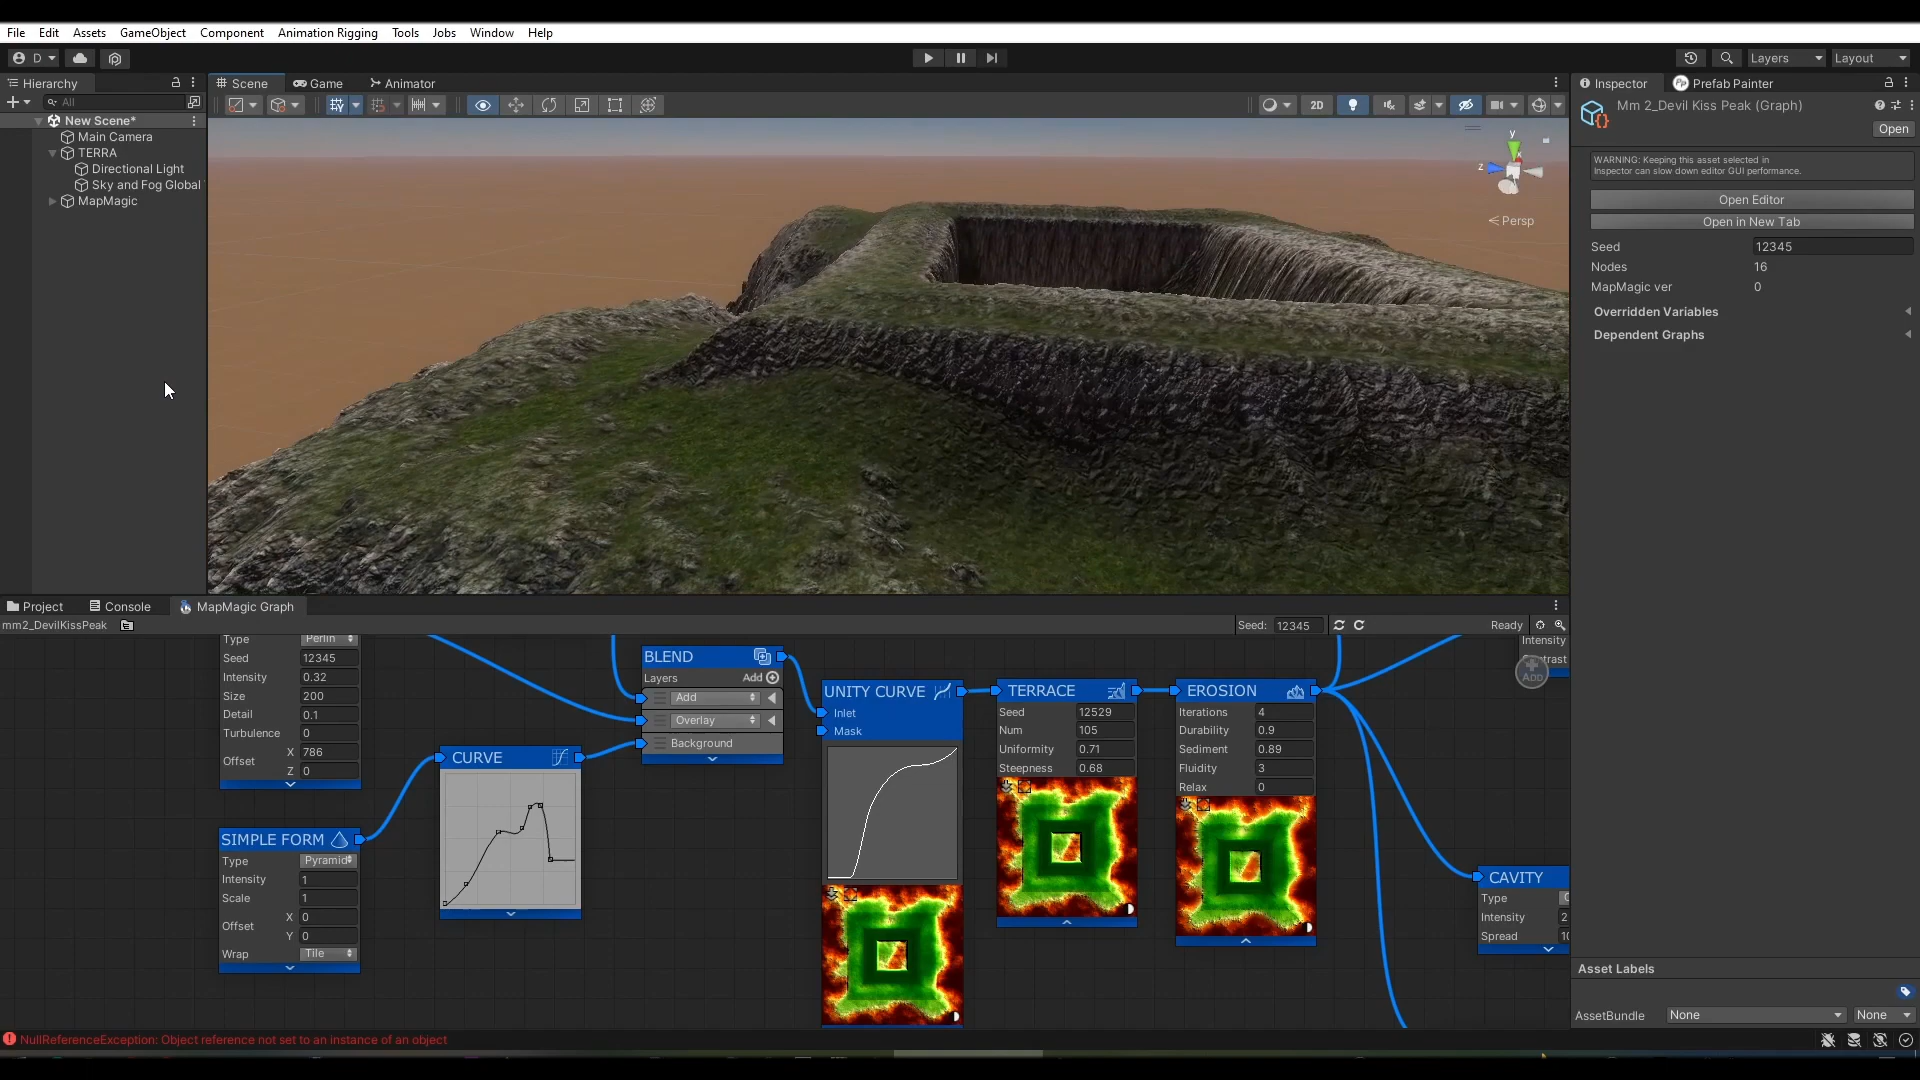 File Edit Assets GameObject Component Animation Rigging Tools Jobs Window Help
D
Layers Layout
Hierarchy
Scene Game Animator
Inspector Prefab Painter
All
2D
New Scene*
Main Camera
TERRA
Directional Light
Sky and Fog Global
MapMagic
y
x
z
Persp
Mm 2_Devil Kiss Peak (Graph)
Open
WARNING: Keeping this asset selected in
Inspector can slow down editor GUI performance.
Open Editor
Open in New Tab
Seed 12345
Nodes 16
MapMagic ver 0
Overridden Variables
Dependent Graphs
Project Console MapMagic Graph
mm2_DevilKissPeak
Seed: 12345 Ready
Type Perlin
Seed 12345
Intensity 0.32
Size 200
Detail 0.1
Turbulence 0
Offset X 786
Z 0
SIMPLE FORM
Type Pyramid
Intensity 1
Scale 1
Offset X 0
Y 0
Wrap Tile
CURVE
BLEND
Layers Add
Add
Overlay
Background
UNITY CURVE
Inlet
Mask
TERRACE
Seed 12529
Num 105
Uniformity 0.71
Steepness 0.68
EROSION
Iterations 4
Durability 0.9
Sediment 0.89
Fluidity 3
Relax 0
Intensity
ADD
CAVITY
Type
Intensity 2
Spread
Asset Labels
AssetBundle None None
NullReferenceException: Object reference not set to an instance of an object